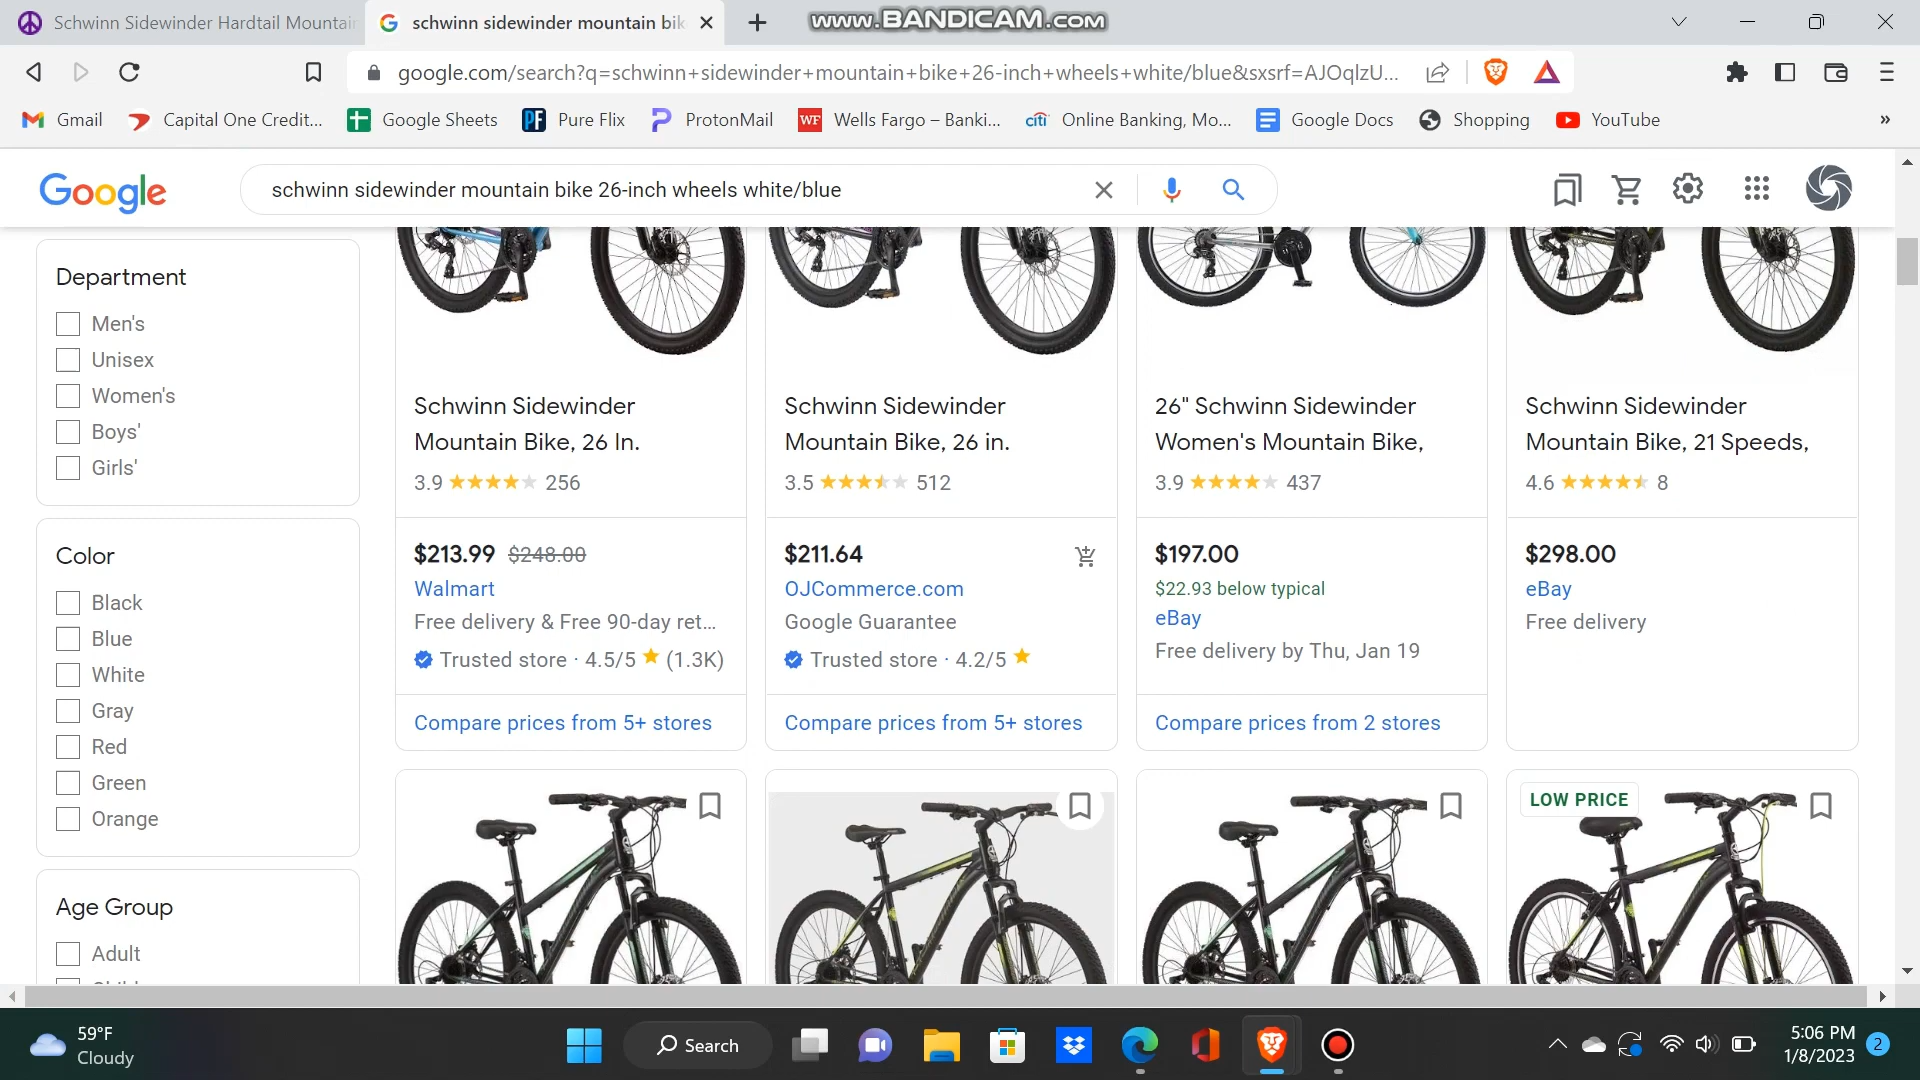 Schwinn Sidewinder Hardtail Mountain
schwinn sidewinder mountain bik
www.BANDICAM.com
google.com/search?q=schwinn+sidewinder+mountain+bike+26-inch+wheels+white/blue&sxsrf=AJOqlzU...
Gmail
Capital One Credit...
Google Sheets
PF
Pure Flix
ProtonMail
WF
Wells Fargo – Banki...
citi
Online Banking, Mo...
Google Docs
Shopping
YouTube
»
Google
schwinn sidewinder mountain bike 26-inch wheels white/blue
Department
Men's
Unisex
Women's
Boys'
Girls'
Color
Black
Blue
White
Gray
Red
Green
Orange
Age Group
Adult
Schwinn Sidewinder
Mountain Bike, 26 In.
3.9 256
$213.99 $248.00
Walmart
Free delivery & Free 90-day ret...
Trusted store · 4.5/5 (1.3K)
Compare prices from 5+ stores
Schwinn Sidewinder
Mountain Bike, 26 in.
3.5 512
$211.64
OJCommerce.com
Google Guarantee
Trusted store · 4.2/5
Compare prices from 5+ stores
26" Schwinn Sidewinder
Women's Mountain Bike,
3.9 437
$197.00
$22.93 below typical
eBay
Free delivery by Thu, Jan 19
Compare prices from 2 stores
Schwinn Sidewinder
Mountain Bike, 21 Speeds,
4.6 8
$298.00
eBay
Free delivery
LOW PRICE
59°F
Cloudy
Search
5:06 PM
1/8/2023
2